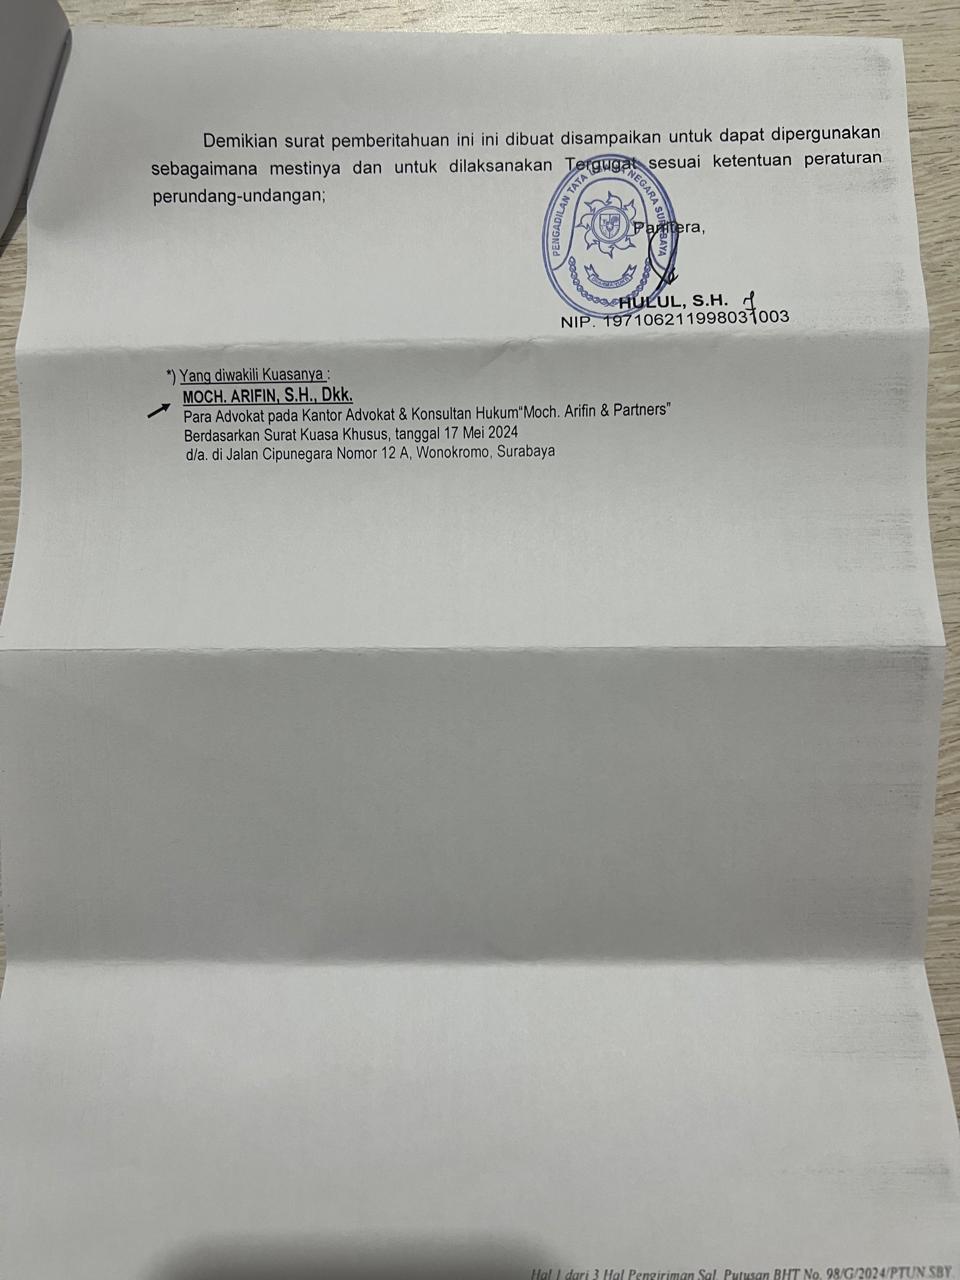 Demikian surat pemberitahuan ini ini dibuat disampaikan untuk dapat dipergunakan
sebagaimana mestinya dan untuk dilaksanakan Tergugat sesuai ketentuan peraturan
perundang-undangan;
PENGADILAN TATA NEGARA SURABAYA
Panitera,
HULUL, S.H.
NIP. 197106211998031003
*) Yang diwakili Kuasanya :
MOCH. ARIFIN, S.H., Dkk.
Para Advokat pada Kantor Advokat & Konsultan Hukum"Moch. Arifin & Partners"
Berdasarkan Surat Kuasa Khusus, tanggal 17 Mei 2024
d/a. di Jalan Cipunegara Nomor 12 A, Wonokromo, Surabaya
Hal 1 dari 3 Hal Pengiriman Sal. Putusan BHT No. 98/G/2024/PTUN.SBY